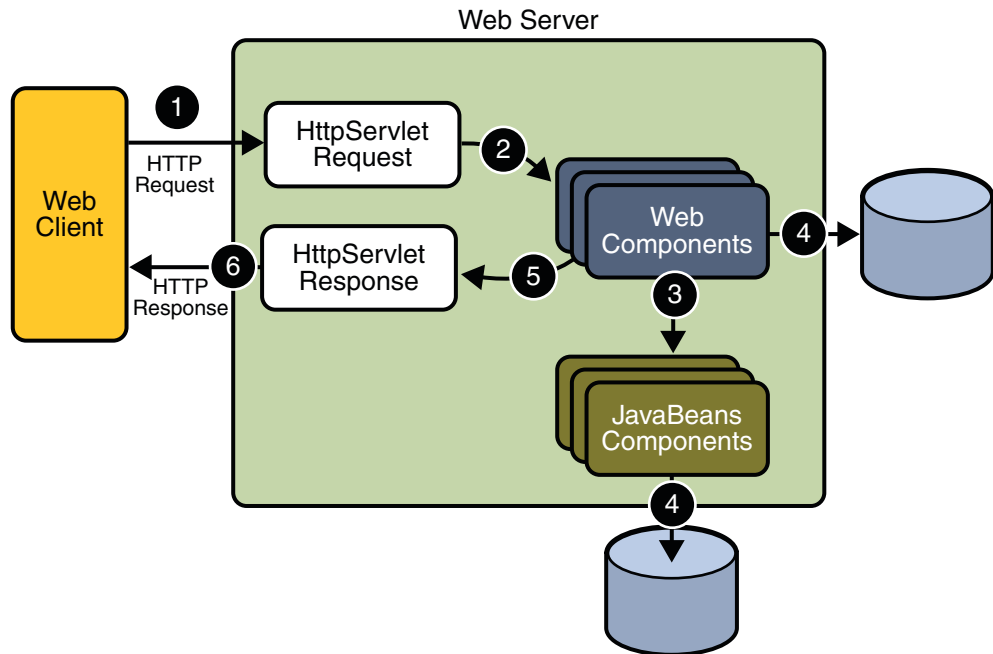 Web Server
1
HTTP
Request
HttpServlet
Request
2
Web
Client
Web
Components
4
6
HTTP
Response
HttpServlet
Response
5
3
JavaBeans
Components
4